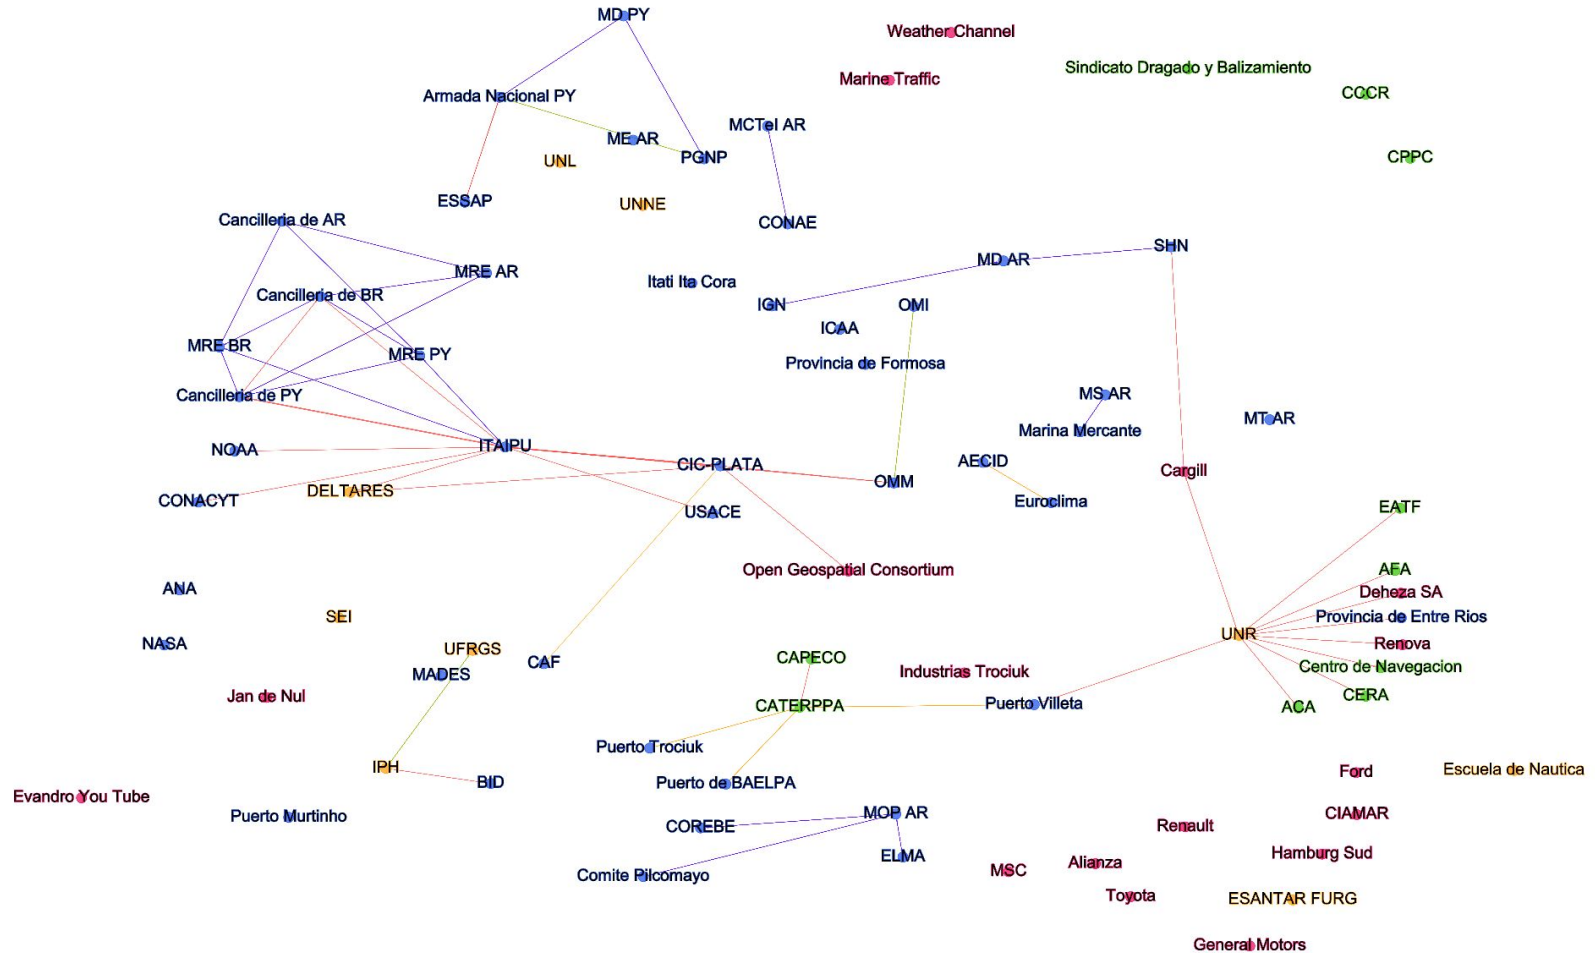 MD PY
Weather Channel
Sindicato Dragado y Balizamiento
Marine Traffic
CCCR
Armada Nacional PY
MCTeI AR
ME AR
PGNP
CPPC
UNL
ESSAP
UNNE
Cancilleria de AR
CONAE
SHN
MD AR
MRE AR
Itati Ita Cora
Cancilleria de BR
IGN
OMI
ICAA
MRE BR
MRE PY
Provincia de Formosa
Cancilleria de PY
MS AR
MT AR
Marina Mercante
NOAA
ITAIPU
CIC-PLATA
AECID
Cargill
OMM
DELTARES
CONACYT
Euroclima
USACE
EATF
Open Geospatial Consortium
AFA
ANA
Deheza SA
SEI
Provincia de Entre Rios
UNR
NASA
Renova
UFRGS
CAF
CAPECO
Centro de Navegacion
MADES
Industrias Trociuk
Jan de Nul
CERA
CATERPPA
Puerto Villeta
ACA
Puerto Trociuk
IPH
Ford
Escuela de Nautica
BID
Puerto de BAELPA
Evandro You Tube
Puerto Murtinho
MOP AR
CIAMAR
COREBE
Renault
ELMA
Hamburg Sud
Comite Pilcomayo
MSC
Alianza
Toyota
ESANTAR FURG
General Motors